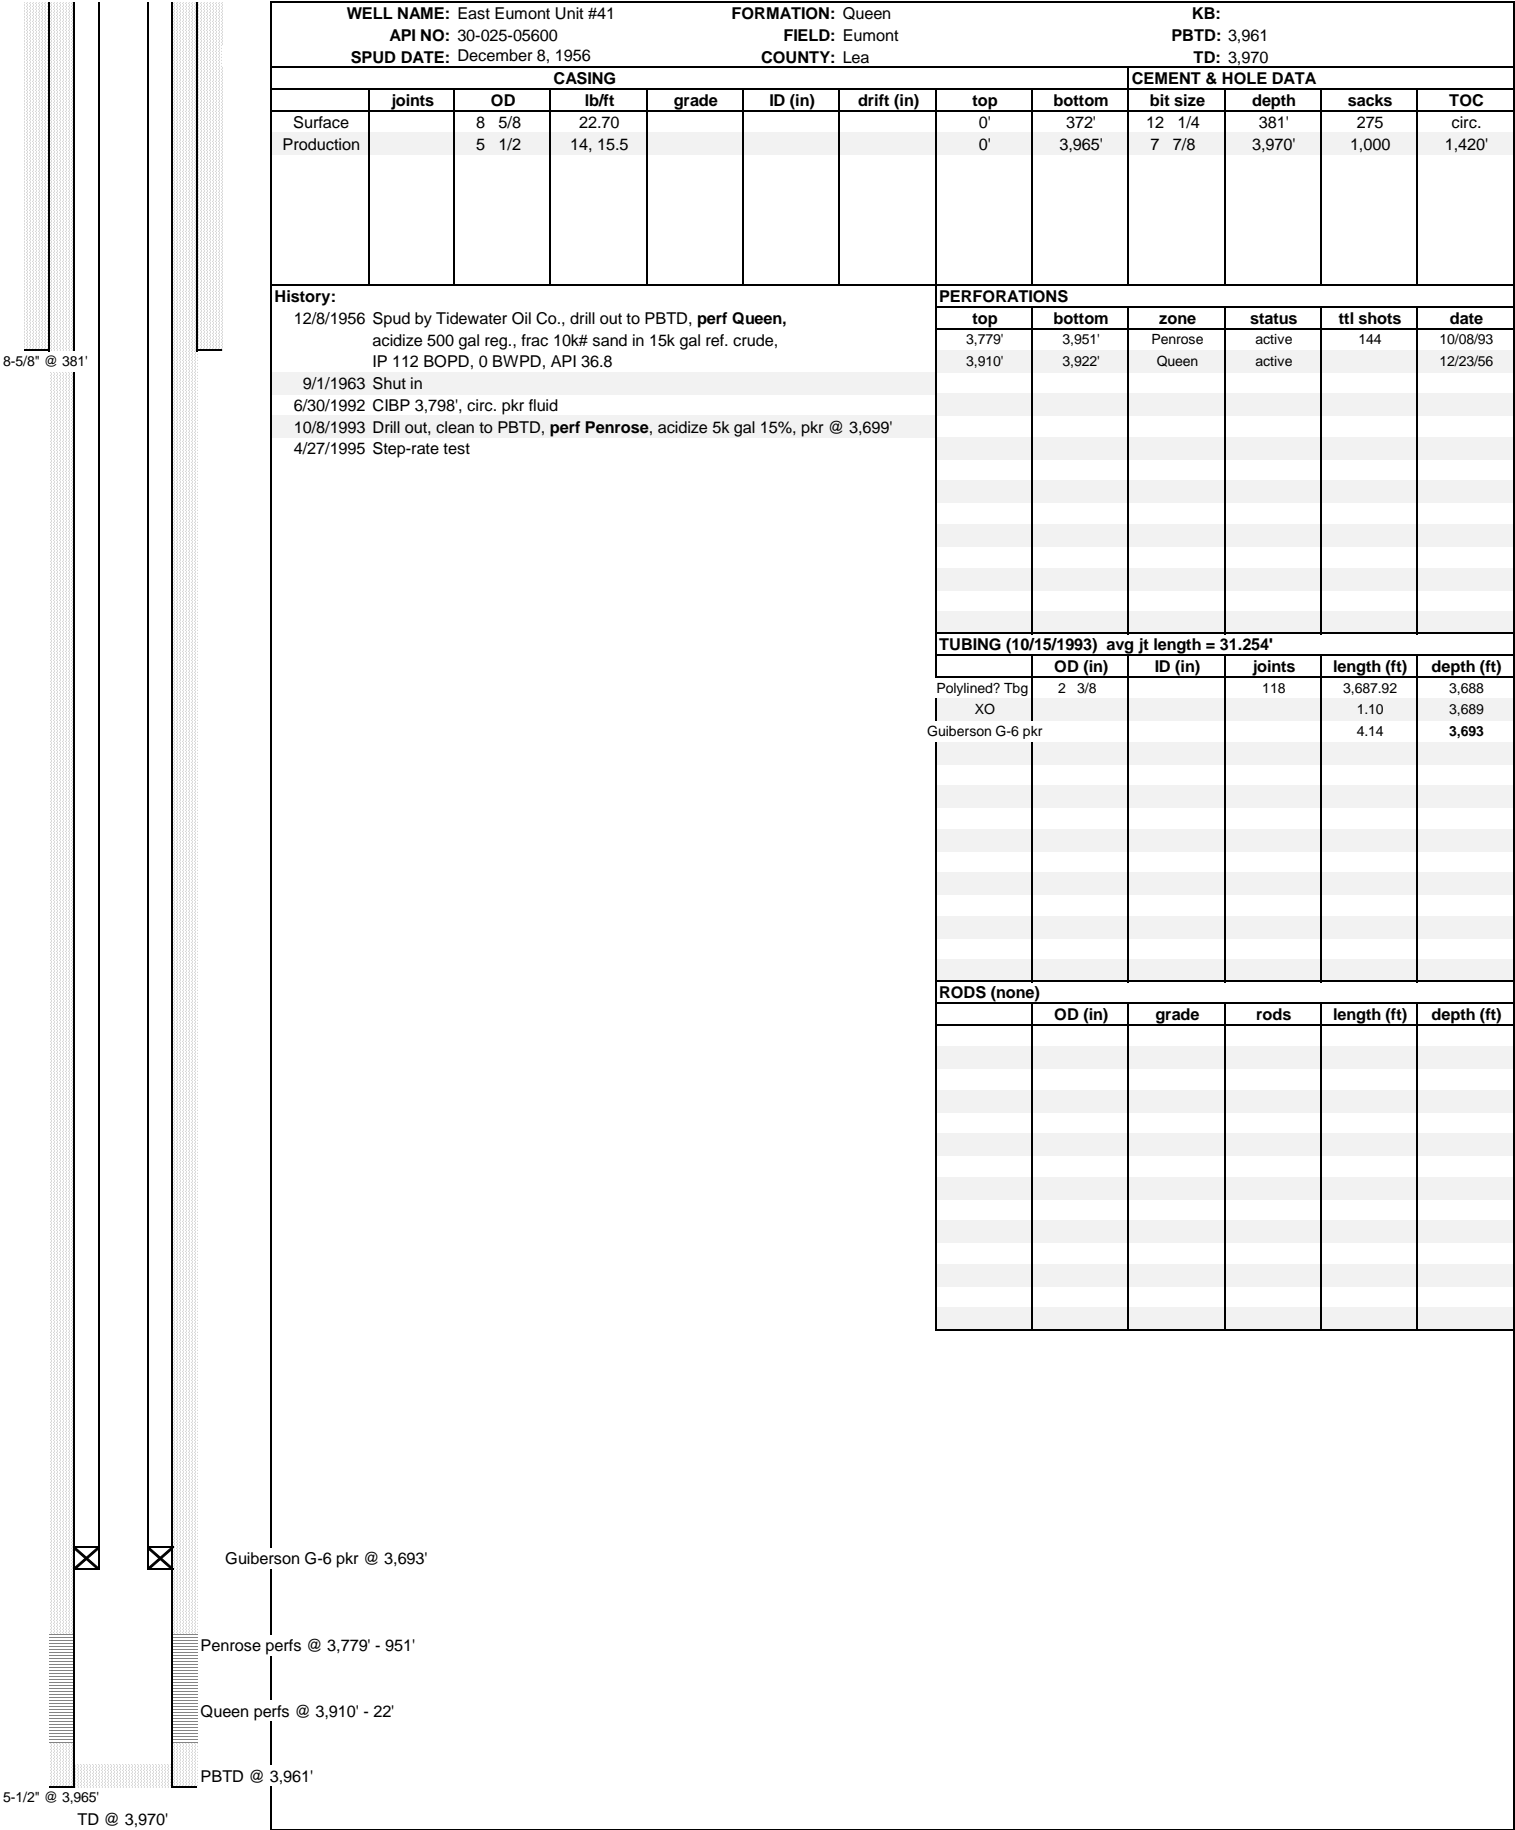 WELL NAME: East Eumont Unit #41 FORMATION: Queen KB:
API NO: 30-025-05600 FIELD: Eumont PBTD: 3,961
SPUD DATE: December 8, 1956 COUNTY: Lea TD: 3,970
CASING CEMENT & HOLE DATA
joints OD lb/ft grade ID (in) drift (in) top bottom bit size depth sacks TOC
Surface 8 5/8 22.70 0' 372' 12 1/4 381' 275 circ.
Production 5 1/2 14, 15.5 0' 3,965' 7 7/8 3,970' 1,000 1,420'
History:
12/8/1956 Spud by Tidewater Oil Co., drill out to PBTD, perf Queen,
acidize 500 gal reg., frac 10k# sand in 15k gal ref. crude,
IP 112 BOPD, 0 BWPD, API 36.8
9/1/1963 Shut in
6/30/1992 CIBP 3,798', circ. pkr fluid
10/8/1993 Drill out, clean to PBTD, perf Penrose, acidize 5k gal 15%, pkr @ 3,699'
4/27/1995 Step-rate test
PERFORATIONS
top bottom zone status ttl shots date
3,779' 3,951' Penrose active 144 10/08/93
3,910' 3,922' Queen active 12/23/56
8-5/8" @ 381'
TUBING (10/15/1993) avg jt length = 31.254'
OD (in) ID (in) joints length (ft) depth (ft)
Polylined? Tbg 2 3/8 118 3,687.92 3,688
XO 1.10 3,689
Guiberson G-6 pkr 4.14 3,693
RODS (none)
OD (in) grade rods length (ft) depth (ft)
Guiberson G-6 pkr @ 3,693'
Penrose perfs @ 3,779' - 951'
Queen perfs @ 3,910' - 22'
PBTD @ 3,961'
5-1/2" @ 3,965'
TD @ 3,970'